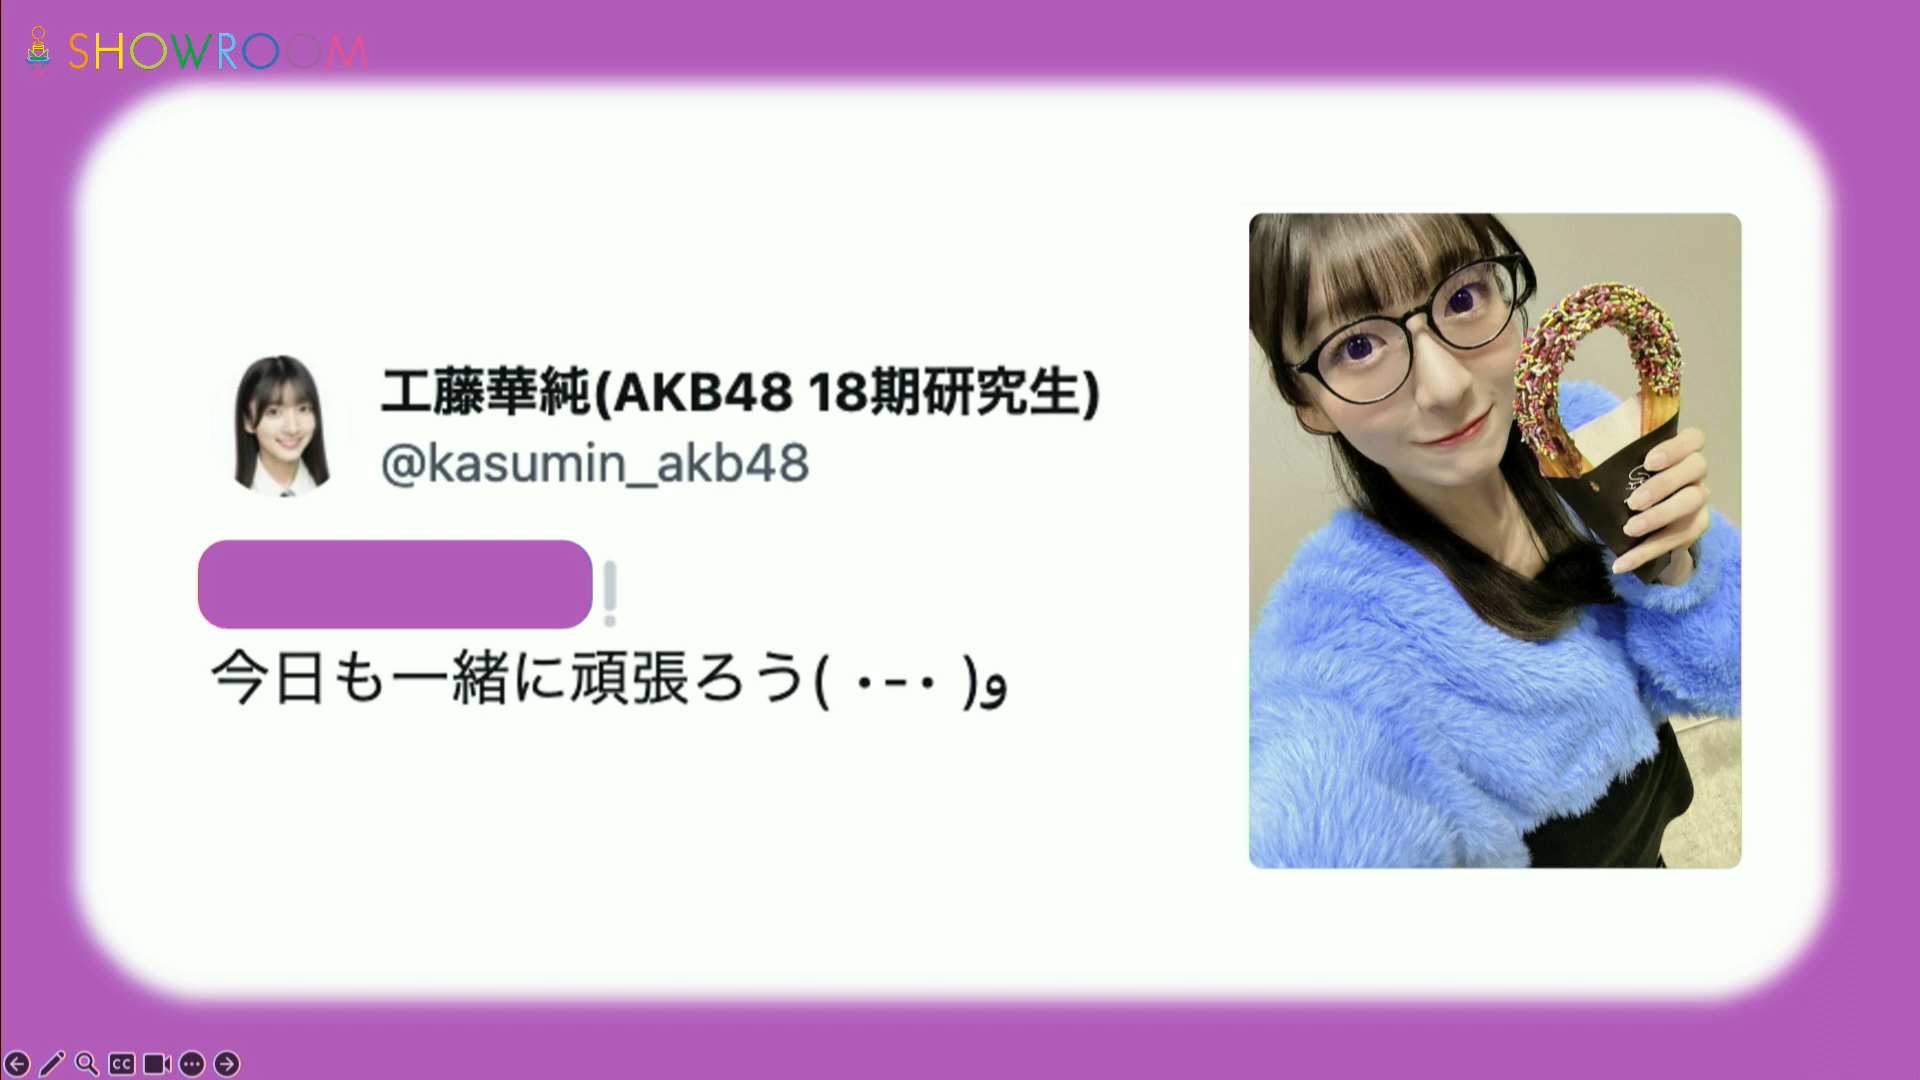 SHOWROOM
工藤華純(AKB48 18期研究生)
@kasumin_akb48
❕
今日も一緒に頑張ろう( ･-･ )و
CC